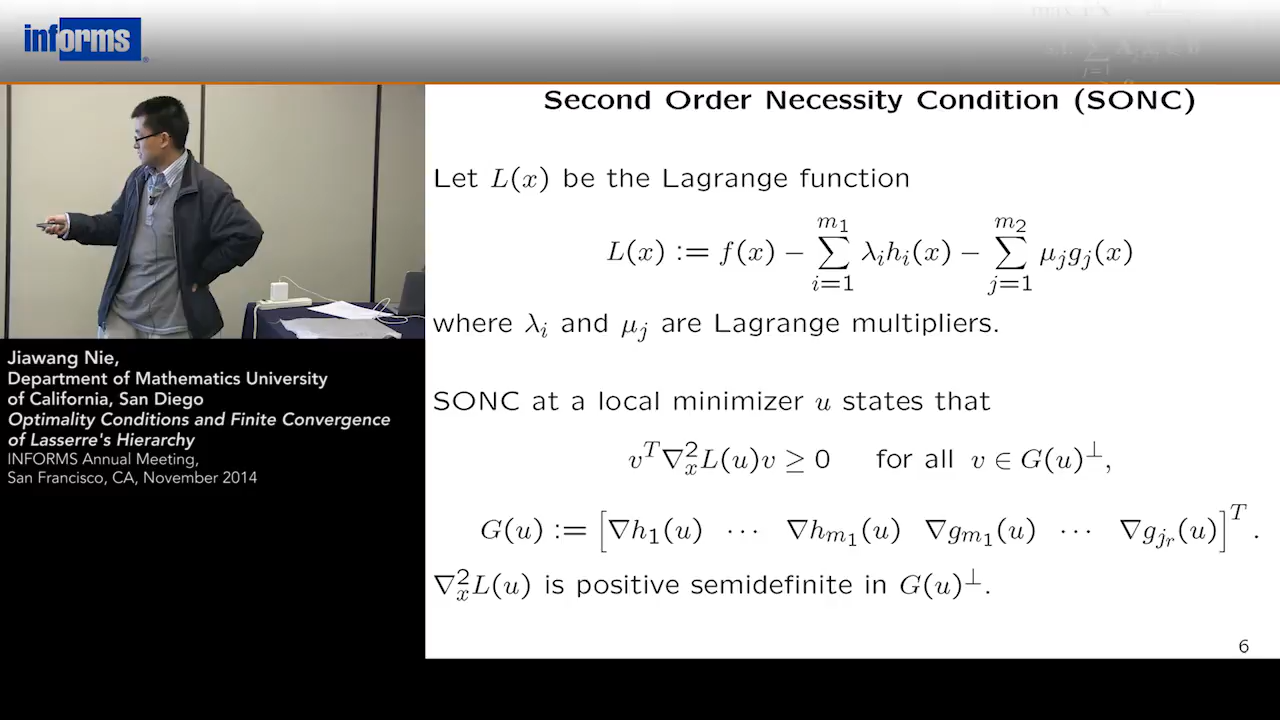 informs
Second Order Necessity Condition (SONC)
Let L(x) be the Lagrange function
L(x) := f(x) − ∑_{i=1}^{m_1} λ_i h_i(x) − ∑_{j=1}^{m_2} μ_j g_j(x)
where λ_i and μ_j are Lagrange multipliers.
SONC at a local minimizer u states that
v^T ∇_x^2 L(u)v ≥ 0 for all v ∈ G(u)^⊥,
G(u) := [∇h_1(u) ··· ∇h_{m_1}(u) ∇g_{m_1}(u) ··· ∇g_{j_r}(u)]^T.
∇_x^2 L(u) is positive semidefinite in G(u)^⊥.
6
Jiawang Nie,
Department of Mathematics University
of California, San Diego
Optimality Conditions and Finite Convergence
of Lasserre's Hierarchy
INFORMS Annual Meeting,
San Francisco, CA, November 2014